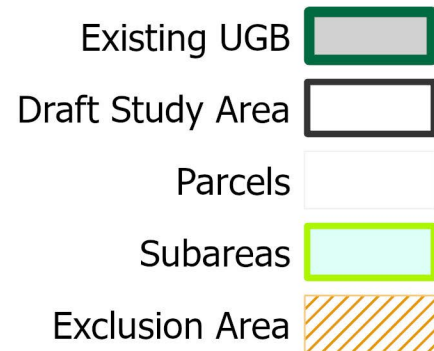 Existing UGB
Draft Study Area
Parcels
Subareas
Exclusion Area